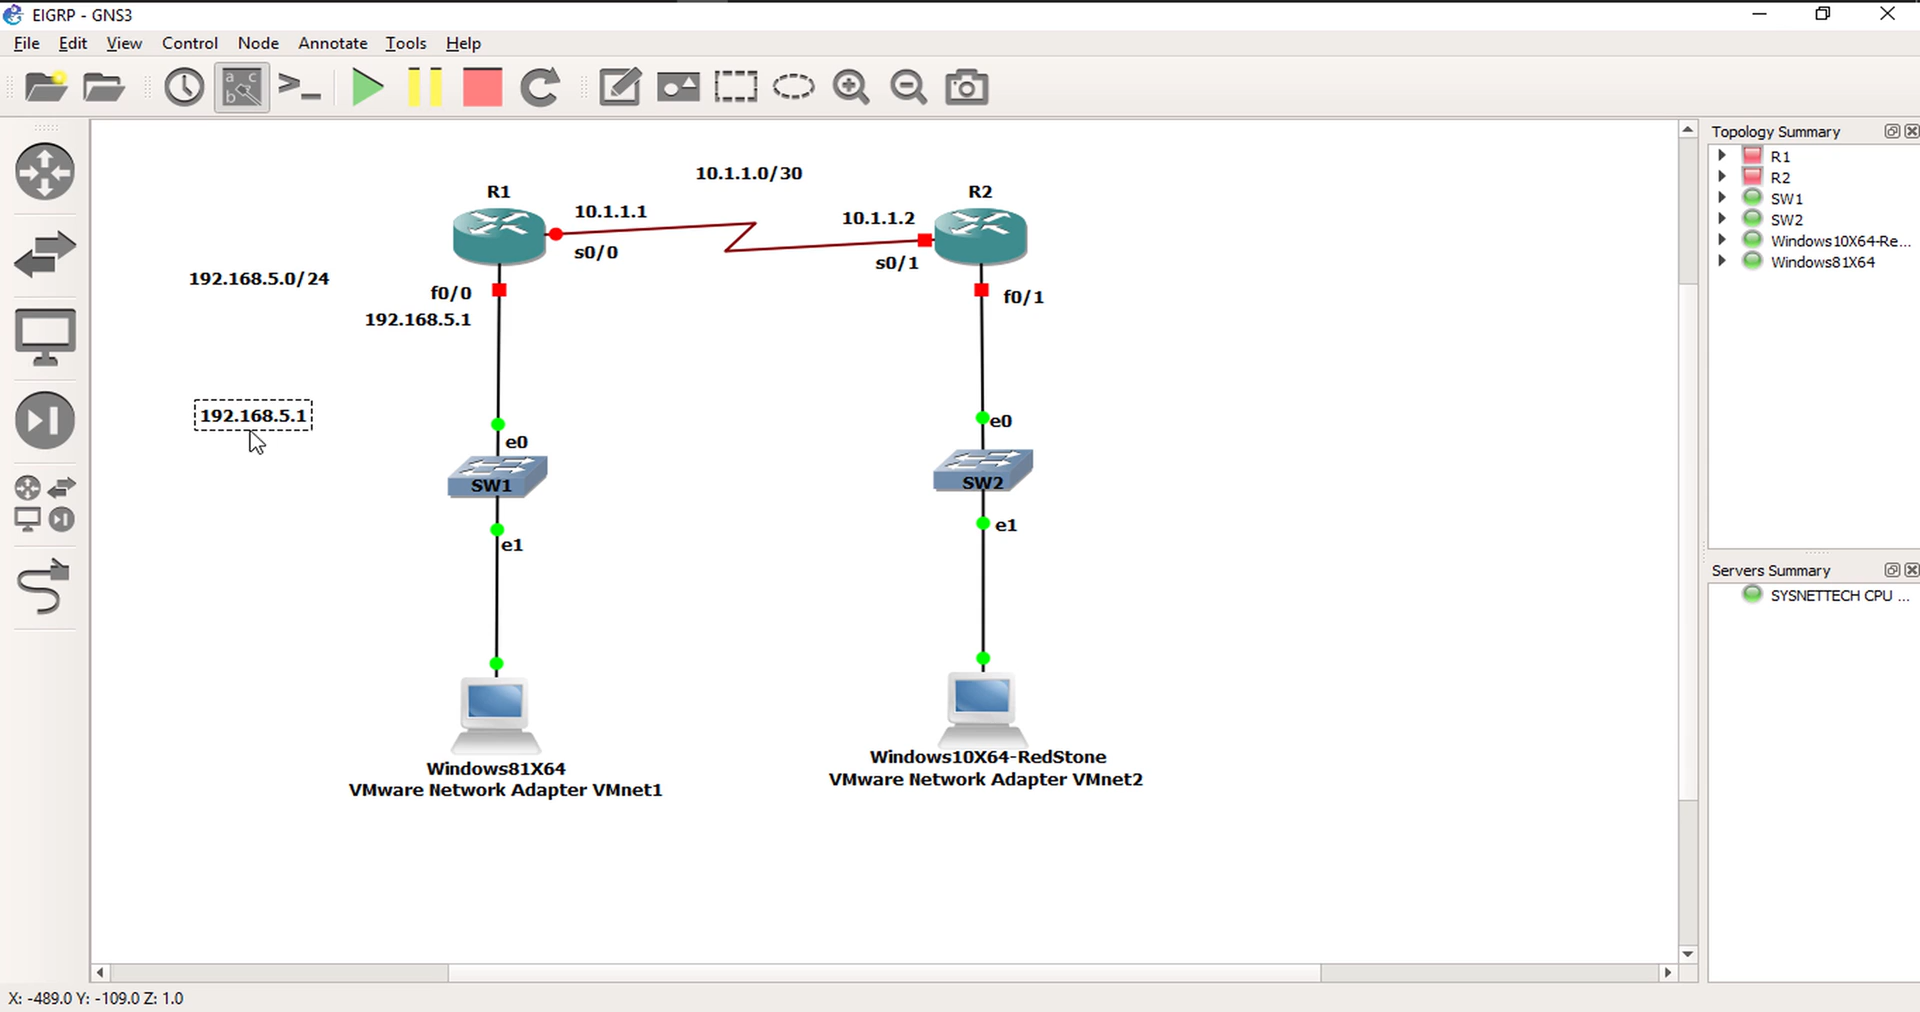 EIGRP - GNS3
File Edit View Control Node Annotate Tools Help
a c
b
Topology Summary
R1
R2
SW1
SW2
Windows10X64-Re...
Windows81X64
Servers Summary
SYSNETTECH CPU ...
10.1.1.0/30
R1
R2
10.1.1.1
10.1.1.2
s0/0
s0/1
192.168.5.0/24
f0/0
f0/1
192.168.5.1
192.168.5.1
e0
e0
SW1
SW2
e1
e1
Windows81X64
VMware Network Adapter VMnet1
Windows10X64-RedStone
VMware Network Adapter VMnet2
X: -489.0 Y: -109.0 Z: 1.0